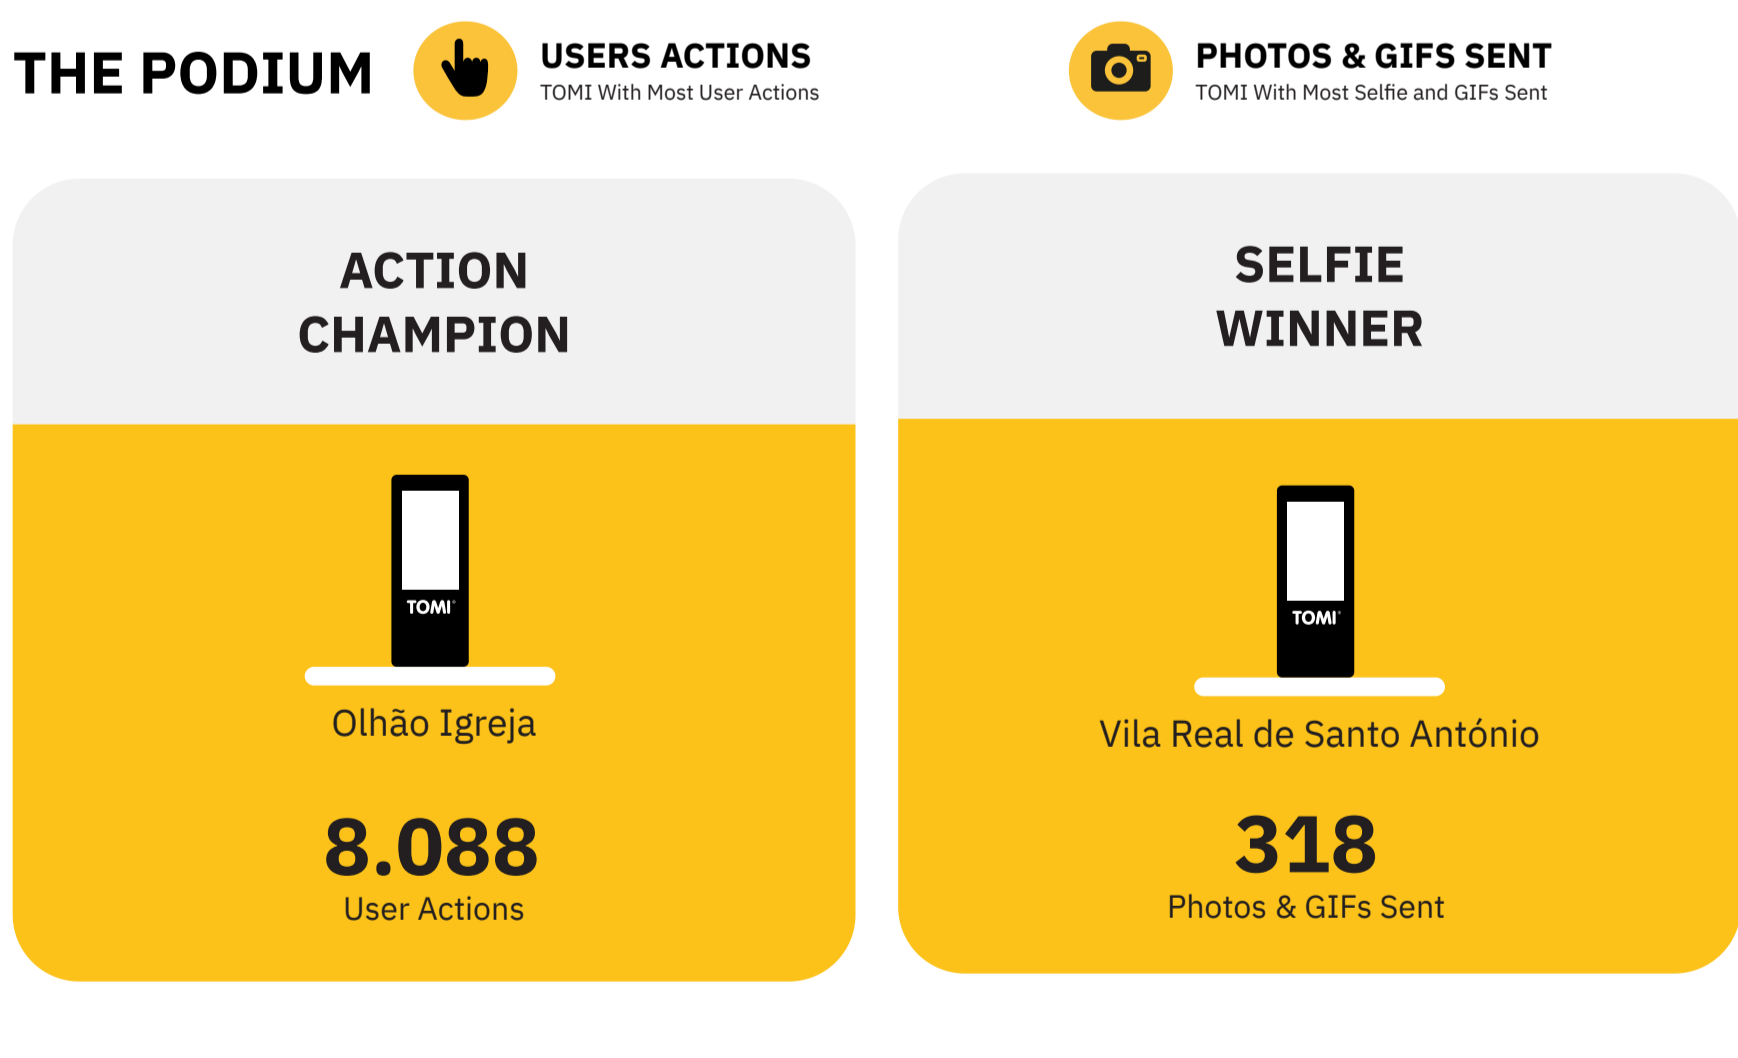 THE PODIUM
USERS ACTIONS
TOMI With Most User Actions
PHOTOS & GIFS SENT
TOMI With Most Selfie and GIFs Sent
ACTION
CHAMPION
TOMI
Olhão Igreja
8.088
User Actions
SELFIE
WINNER
TOMI
Vila Real de Santo António
318
Photos & GIFs Sent